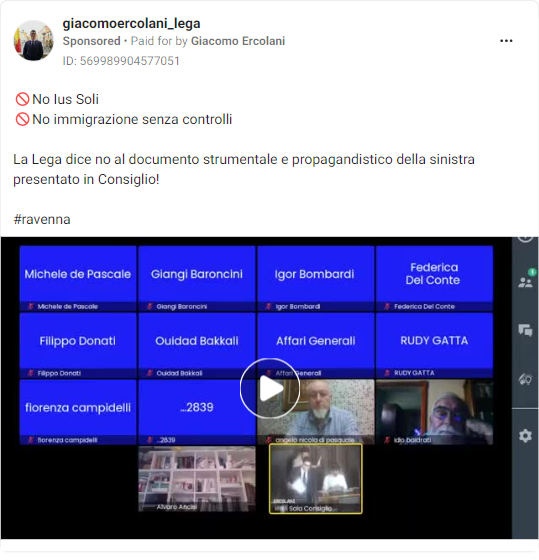 giacomoercolani_lega
Sponsored • Paid for by Giacomo Ercolani
ID: 569989904577051
🚫No Ius Soli
🚫No immigrazione senza controlli
La Lega dice no al documento strumentale e propagandistico della sinistra
presentato in Consiglio!
#ravenna
Michele de Pascale
Giangi Baroncini
Igor Bombardi
Federica
Del Conte
Michele de Pascale
Giangi Baroncini
Igor Bombardi
Federica Del Conte
Filippo Donati
Ouidad Bakkali
Affari Generali
RUDY GATTA
Filippo Donati
Ouidad Bakkali
Affari Generali
RUDY GATTA
fiorenza campidelli
...2839
fiorenza campidelli
...2839
angelo nicola di pasquale
idio baldrati
Alvaro Ancisi
ERCOLANI
Sala Consiglio...